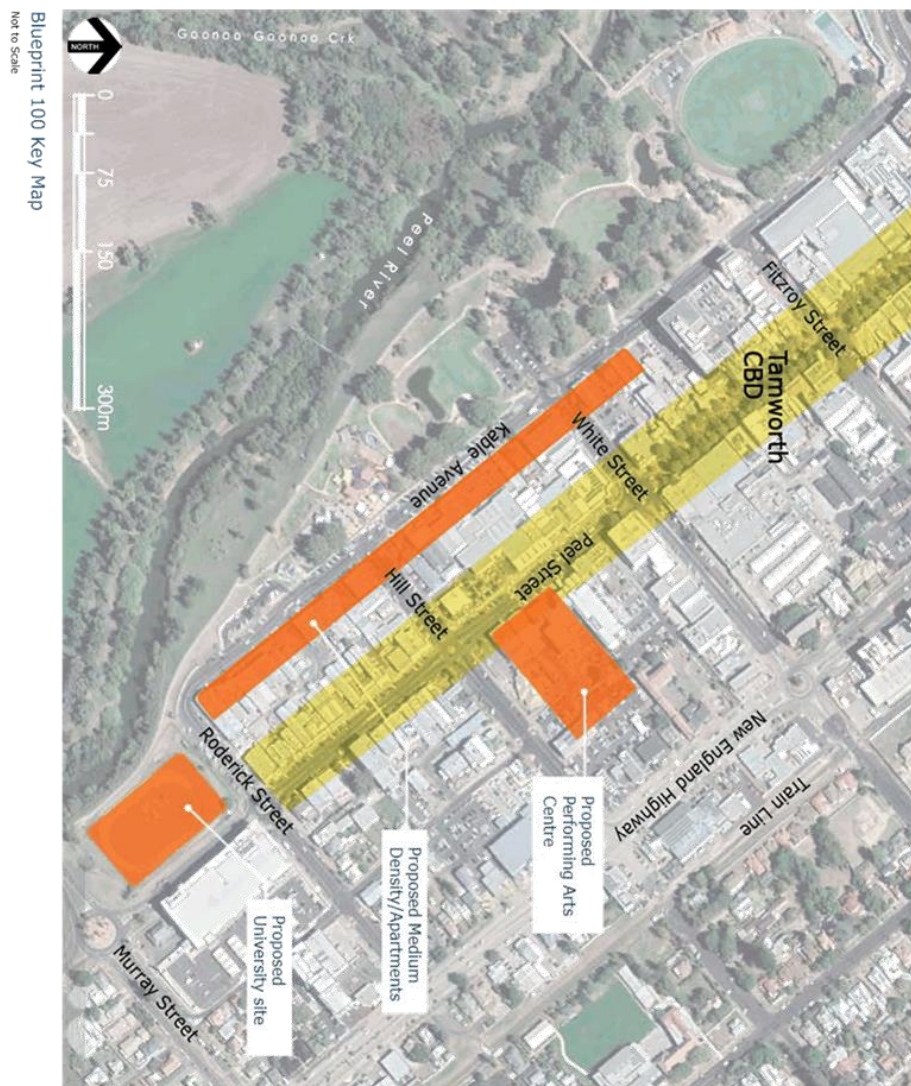 Blueprint 100 Key Map
Not to Scale
NORTH
0
75
150
300m
Goonoo Goonoo Crk
Peel River
Fitzroy Street
Tamworth
CBD
White Street
Kable Avenue
Peel Street
Hill Street
New England Highway
Train Line
Roderick Street
Murray Street
Proposed
Performing Arts
Centre
Proposed Medium
Density/Apartments
Proposed
University site